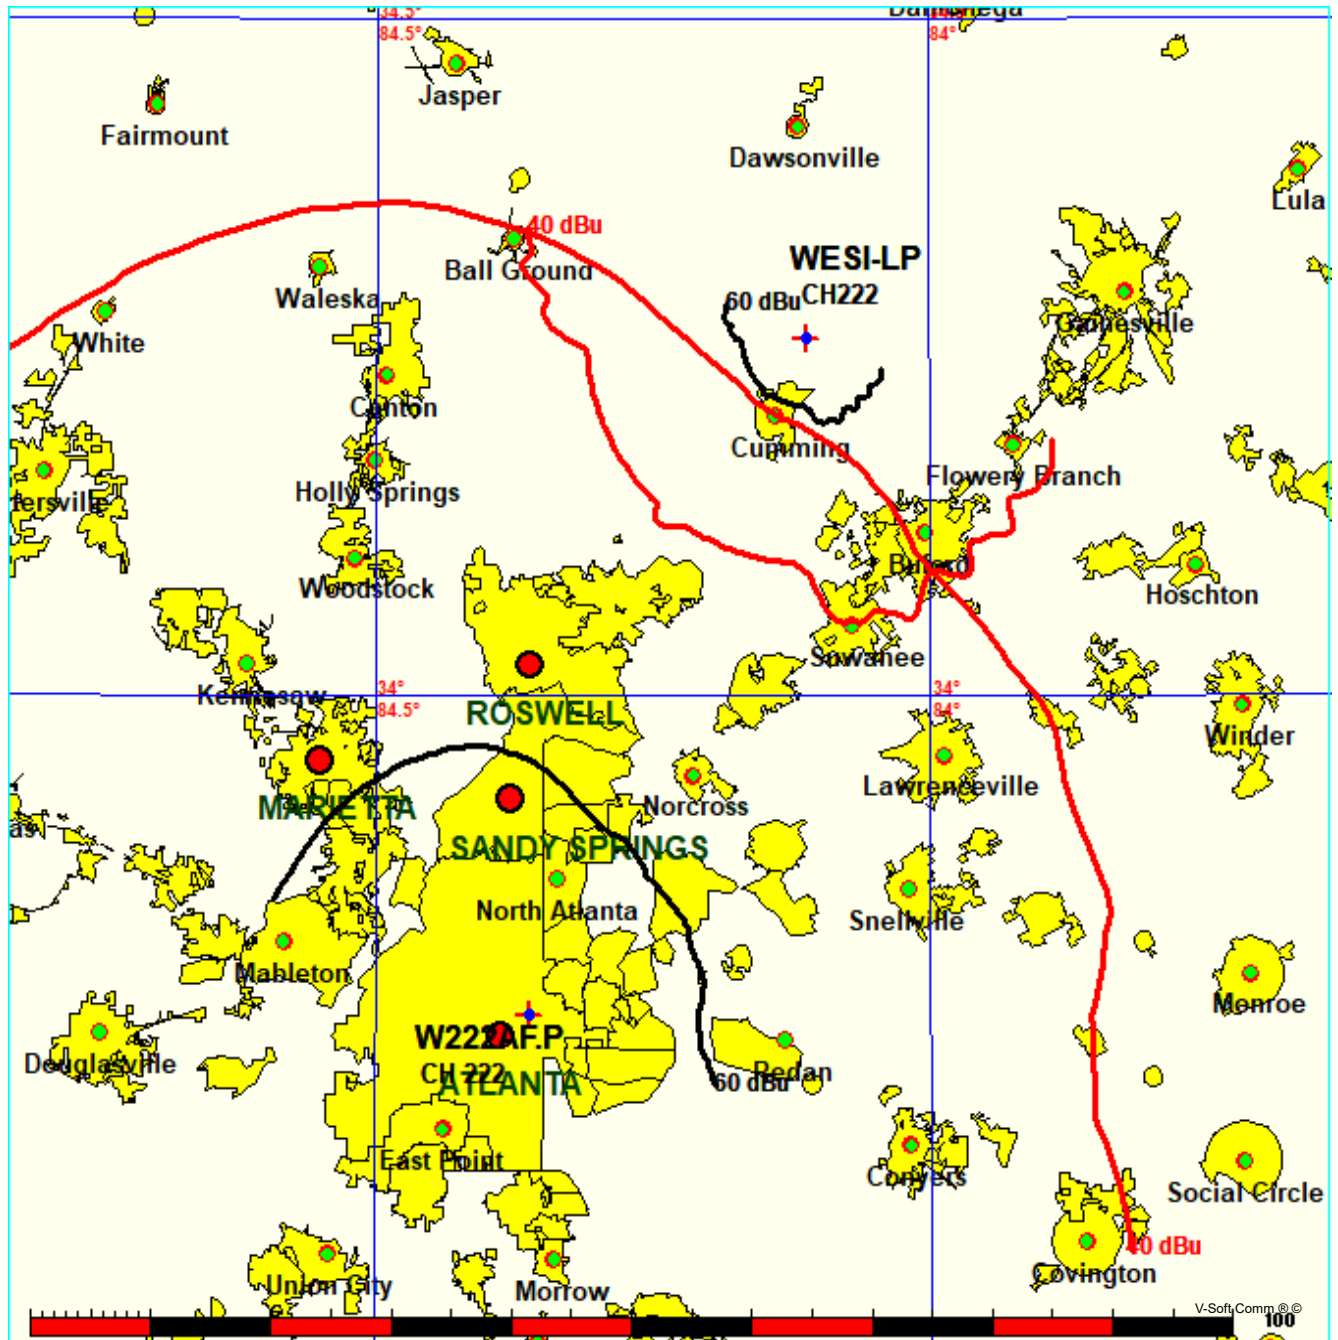 34.5°
84.5°
84°
Jasper
Fairmount
Dawsonville
Lula
40 dBu
WESI-LP
Ball Ground
Waleska
60 dBu
CH222
White
Gainesville
Canton
Cumming
Flowery Branch
Holly Springs
tersville
Buford
Woodstock
Hoschton
Suwanee
Kennesaw
34°
84.5°
34°
84°
ROSWELL
Winder
Lawrenceville
MARIETTA
Norcross
as
SANDY SPRINGS
North Atlanta
Snellville
Mableton
Monroe
W222AF.P
Douglasville
CH 222
Redan
ATLANTA
60 dBu
East Point
Conyers
Social Circle
40 dBu
Covington
Union City
Morrow
V-Soft Comm ® ©
100